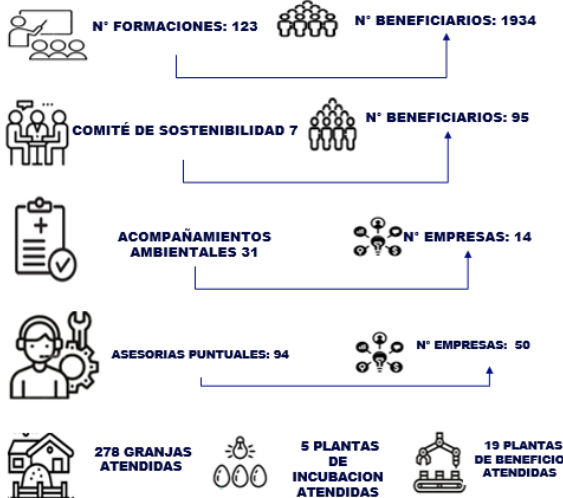 N° FORMACIONES: 123
N° BENEFICIARIOS: 1934
COMITÉ DE SOSTENIBILIDAD 7
N° BENEFICIARIOS: 95
ACOMPAÑAMIENTOS
AMBIENTALES 31
N° EMPRESAS: 14
ASESORIAS PUNTUALES: 94
N° EMPRESAS: 50
278 GRANJAS
ATENDIDAS
5 PLANTAS
DE
INCUBACION
ATENDIDAS
19 PLANTAS
DE BENEFICIO
ATENDIDAS